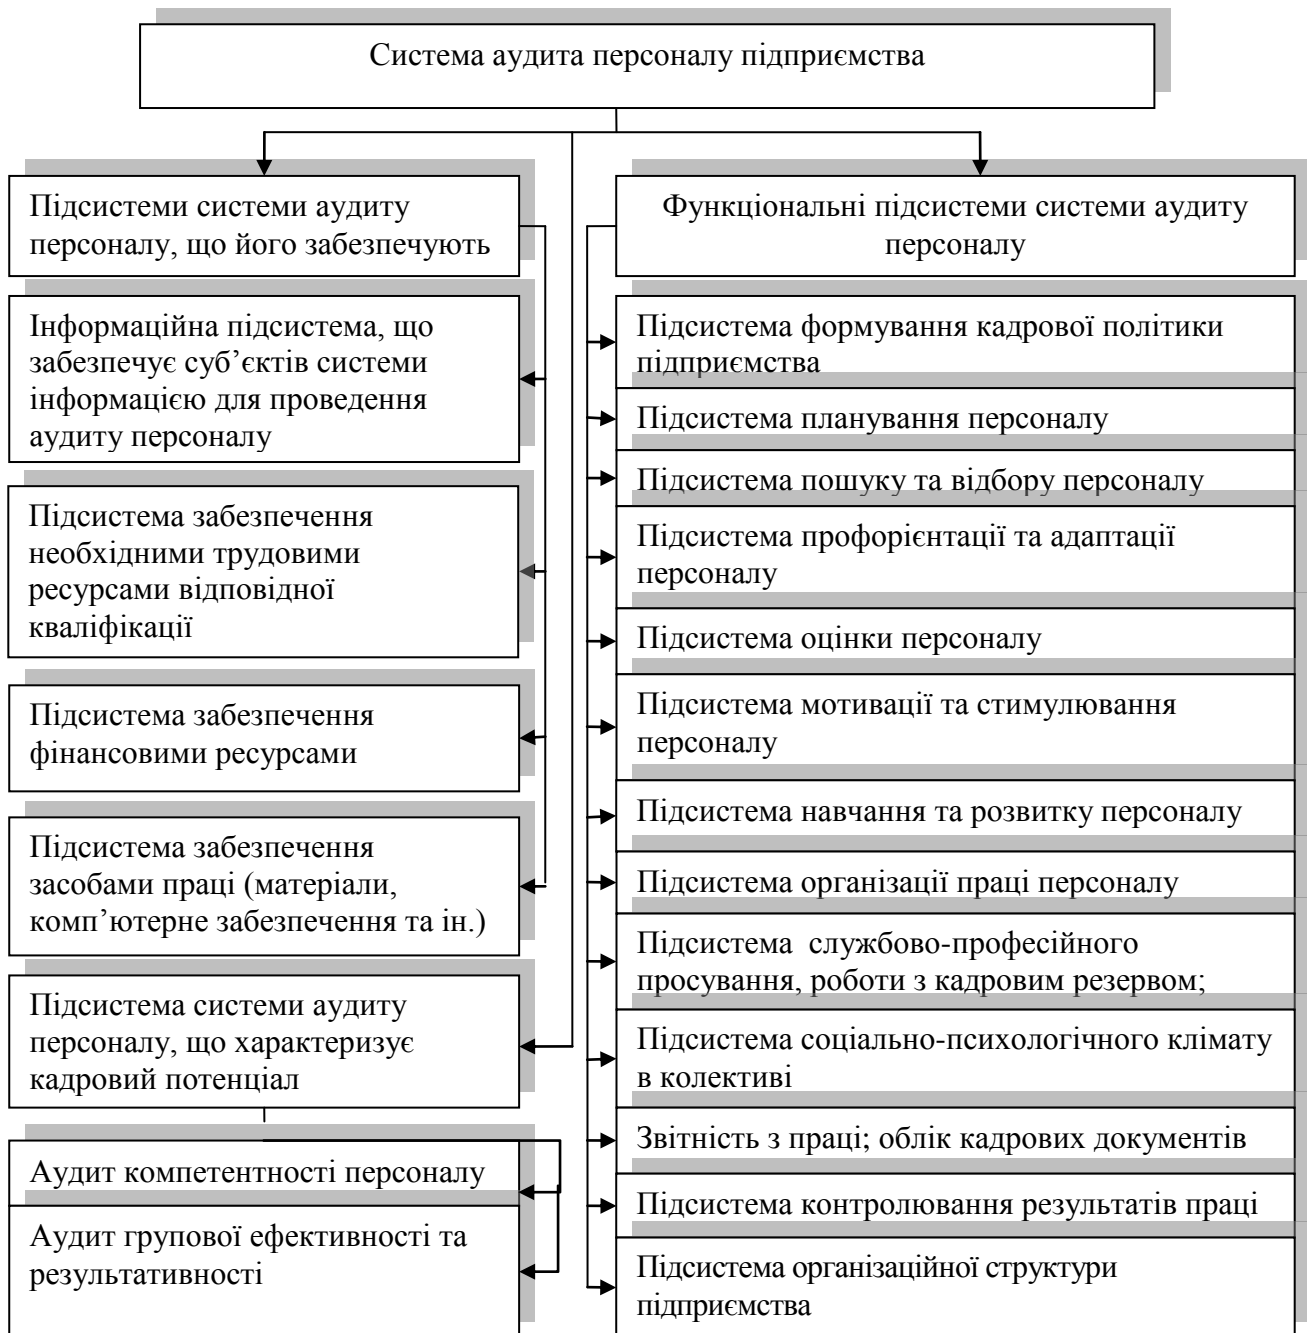 Система аудита персоналу підприємства
Підсистеми системи аудиту
персоналу, що його забезпечують
Інформаційна підсистема, що
забезпечує суб’єктів системи
інформацією для проведення
аудиту персоналу
Підсистема забезпечення
необхідними трудовими
ресурсами відповідної
кваліфікації
Підсистема забезпечення
фінансовими ресурсами
Підсистема забезпечення
засобами праці (матеріали,
комп’ютерне забезпечення та ін.)
Підсистема системи аудиту
персоналу, що характеризує
кадровий потенціал
Аудит компетентності персоналу
Аудит групової ефективності та
результативності
Функціональні підсистеми системи аудиту
персоналу
Підсистема формування кадрової політики
підприємства
Підсистема планування персоналу
Підсистема пошуку та відбору персоналу
Підсистема профорієнтації та адаптації
персоналу
Підсистема оцінки персоналу
Підсистема мотивації та стимулювання
персоналу
Підсистема навчання та розвитку персоналу
Підсистема організації праці персоналу
Підсистема службово-професійного
просування, роботи з кадровим резервом;
Підсистема соціально-психологічного клімату
в колективі
Звітність з праці; облік кадрових документів
Підсистема контролювання результатів праці
Підсистема організаційної структури
підприємства